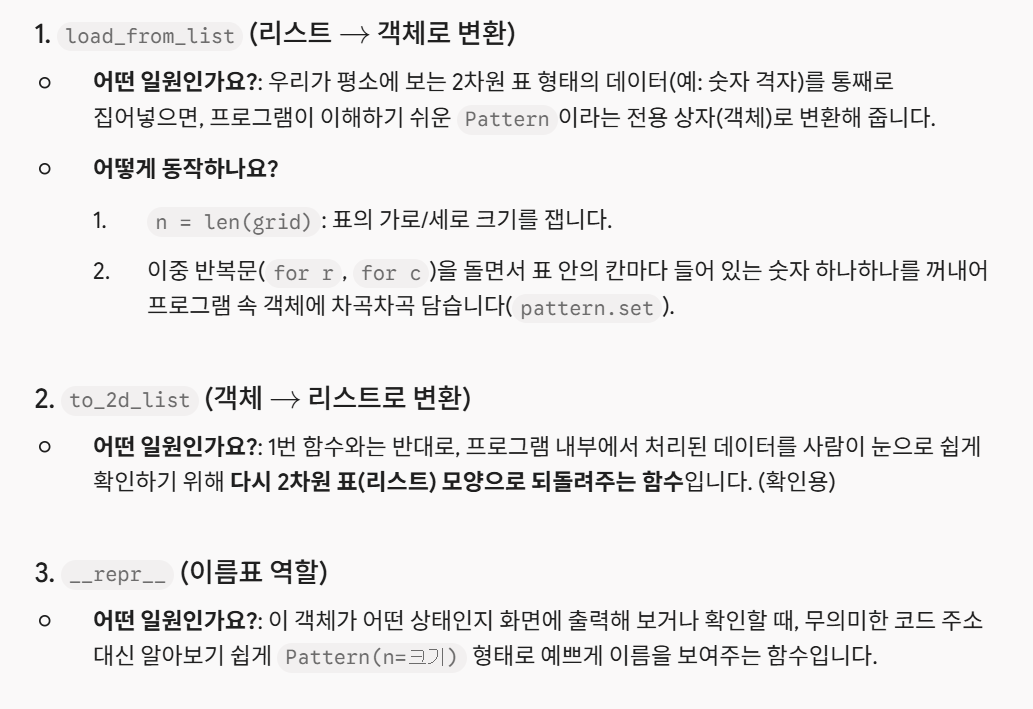 1. load_from_list (리스트 → 객체로 변환)
어떤 일원인가요?: 우리가 평소에 보는 2차원 표 형태의 데이터(예: 숫자 격자)를 통째로
집어넣으면, 프로그램이 이해하기 쉬운 Pattern이라는 전용 상자(객체)로 변환해 줍니다.
어떻게 동작하나요?
1. n = len(grid): 표의 가로/세로 크기를 잽니다.
2. 이중 반복문(for r, for c)을 돌면서 표 안의 칸마다 들어 있는 숫자 하나하나를 꺼내어
프로그램 속 객체에 차곡차곡 담습니다(pattern.set).
2. to_2d_list (객체 → 리스트로 변환)
어떤 일원인가요?: 1번 함수와는 반대로, 프로그램 내부에서 처리된 데이터를 사람이 눈으로 쉽게
확인하기 위해 다시 2차원 표(리스트) 모양으로 되돌려주는 함수입니다. (확인용)
3. __repr__ (이름표 역할)
어떤 일원인가요?: 이 객체가 어떤 상태인지 화면에 출력해 보거나 확인할 때, 무의미한 코드 주소
대신 알아보기 쉽게 Pattern(n=크기) 형태로 예쁘게 이름을 보여주는 함수입니다.